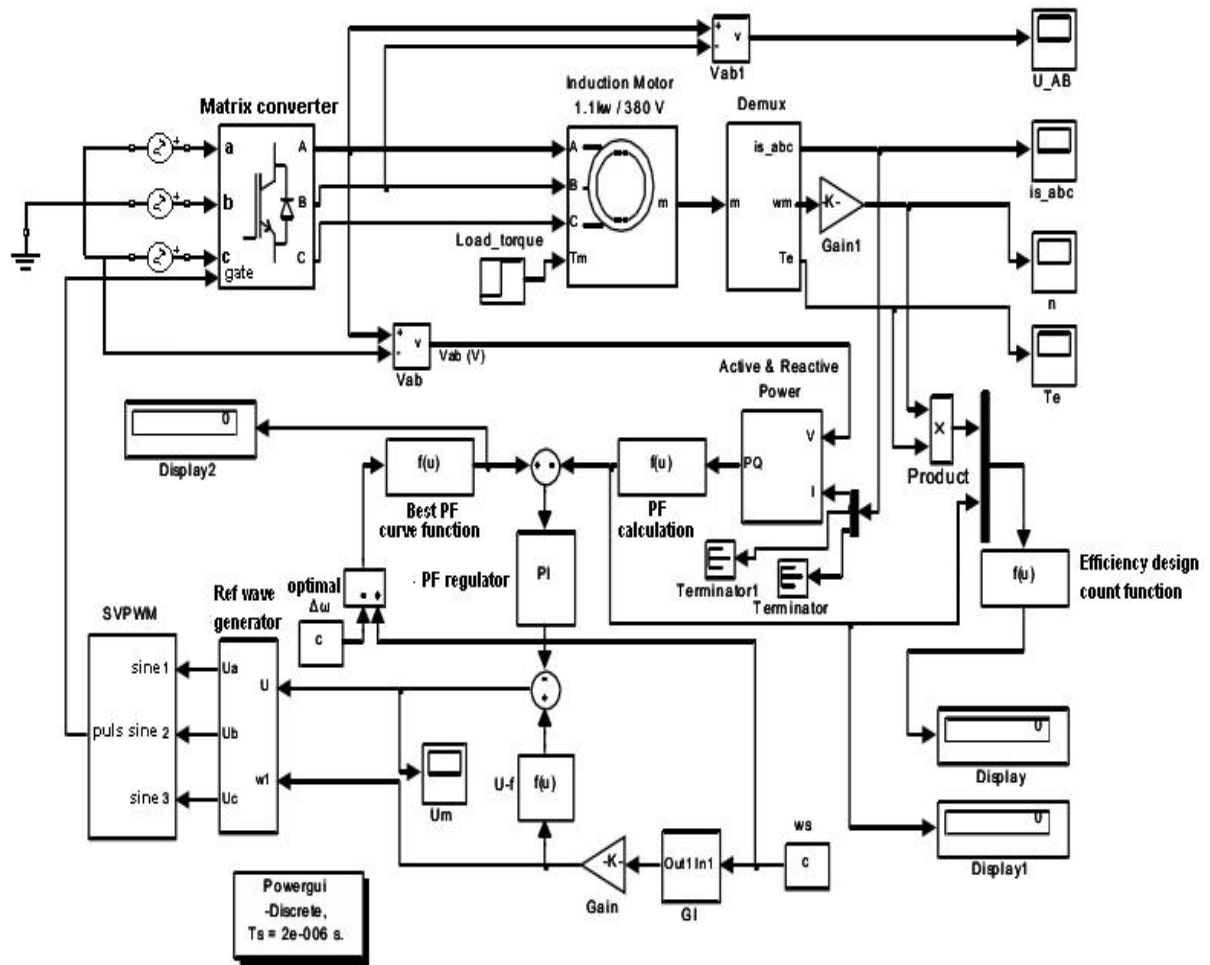 +
v
-
Vab1
U_AB
Induction Motor
1.1kw / 380 V
Demux
Matrix converter
a
b
c
gate
A
B
C
A
B
C
Tm
m
Load_torque
m
is_abc
wm
Te
-K-
Gain1
is_abc
n
Te
+
v
-
Vab
Vab (V)
Active & Reactive
Power
V
PQ
I
X
Product
0
Display2
f(u)
Best PF
curve function
f(u)
PF
calculation
PI
PF regulator
Terminator1
Terminator
f(u)
Efficiency design
count function
optimal
Δω
c
Ref wave
generator
SVPWM
sine 1
puls sine 2
sine 3
Ua
U
Ub
w1
Uc
Um
U-f
f(u)
-K-
Gain
Out1 In1
GI
ws
c
0
Display
0
Display1
Powergui
-Discrete,
Ts = 2e-006 s.